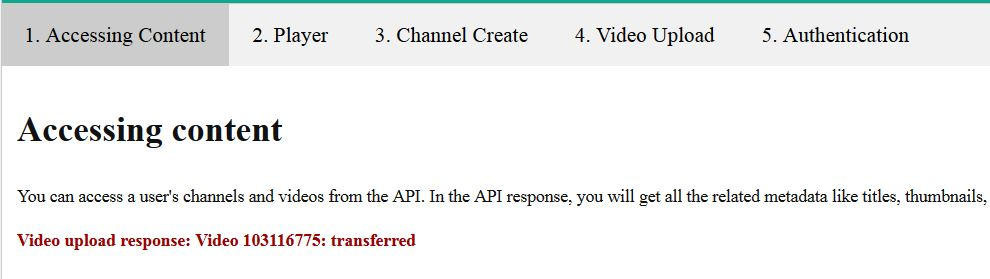 1. Accessing Content 2. Player 3. Channel Create 4. Video Upload 5. Authentication
Accessing content
You can access a user's channels and videos from the API. In the API response, you will get all the related metadata like titles, thumbnails,
Video upload response: Video 103116775: transferred